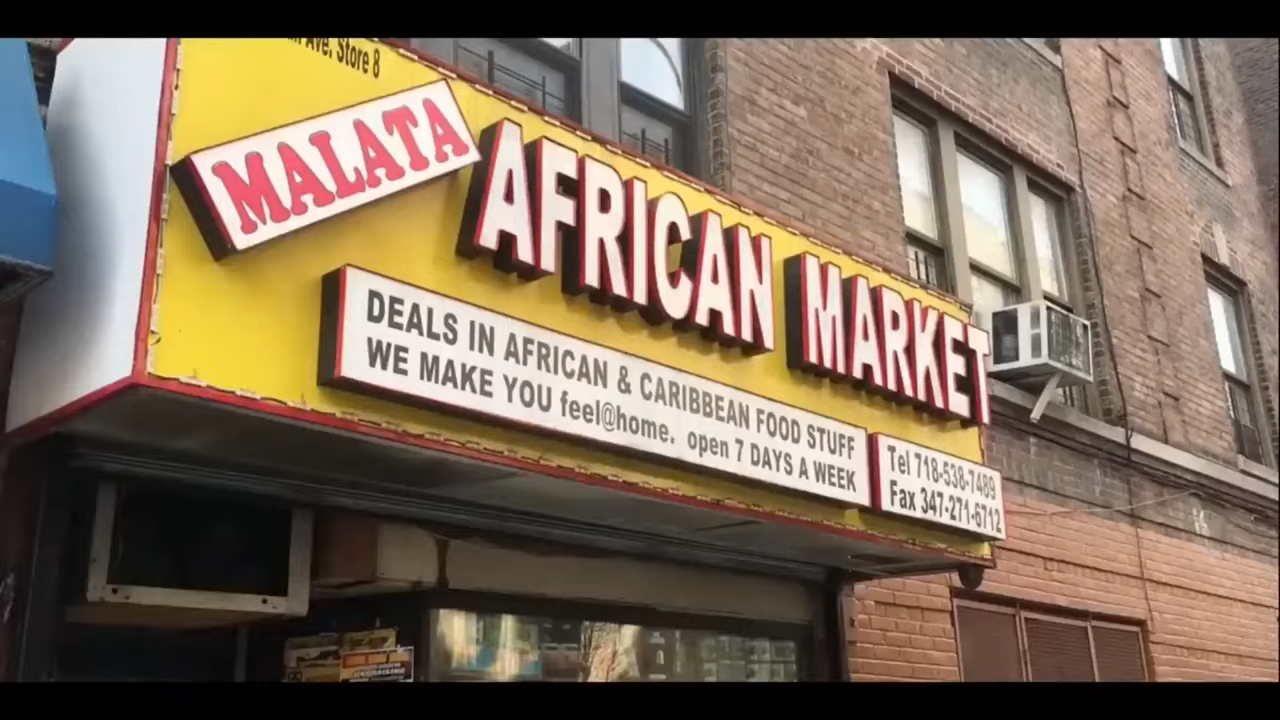 Ave. Store 8
MALATA
AFRICAN MARKET
DEALS IN AFRICAN & CARIBBEAN FOOD STUFF
WE MAKE YOU feel@home. open 7 DAYS A WEEK
Tel 718-538-7489
Fax 347-271-6712